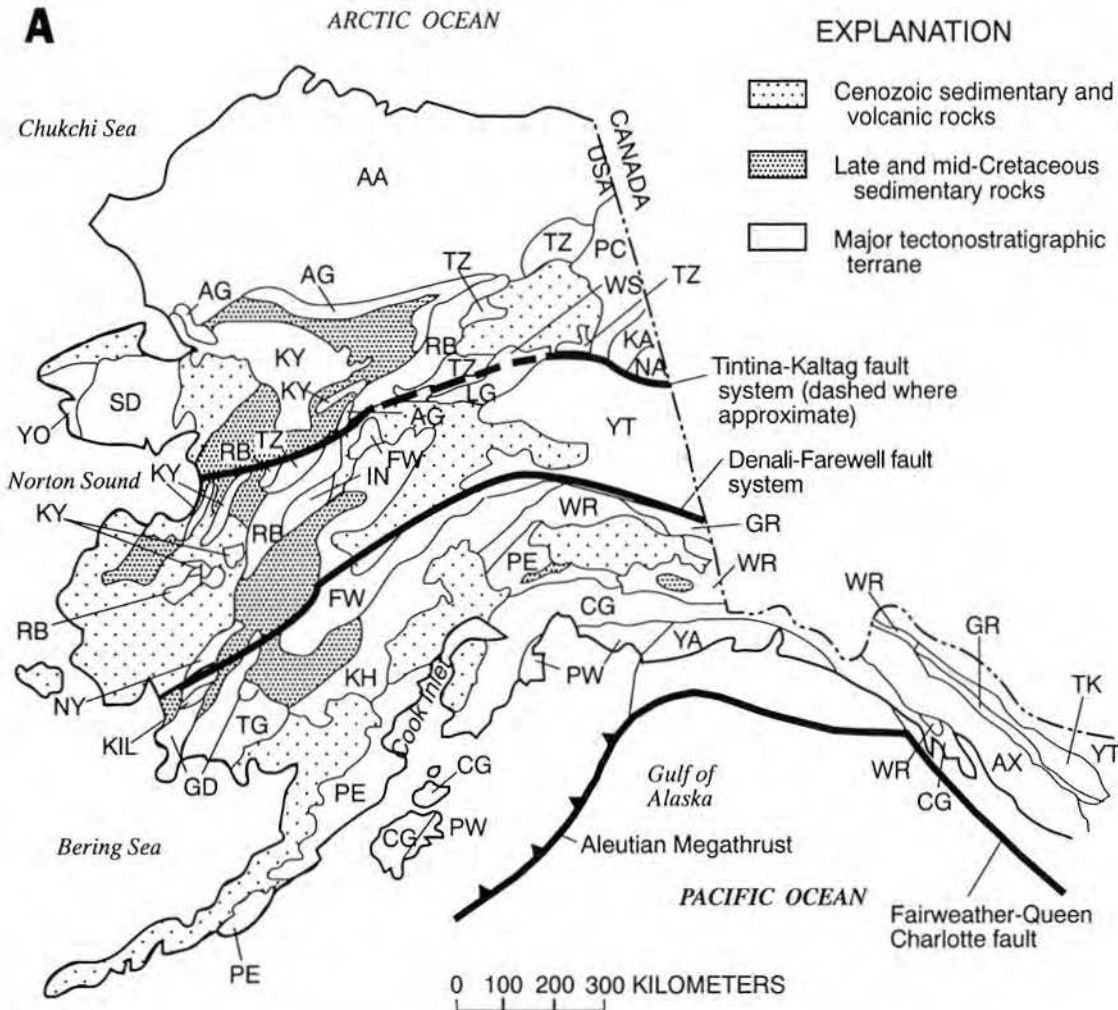 A
ARCTIC OCEAN
EXPLANATION
Cenozoic sedimentary and
volcanic rocks
Late and mid-Cretaceous
sedimentary rocks
Major tectonostratigraphic
terrane
Chukchi Sea
CANADA
USA
AA
TZ
PC
AG
AG
TZ
WS
TZ
KY
RB
KA
NA
TZ
LG
KY
SD
YO
AG
YT
Tintina-Kaltag fault
system (dashed where
approximate)
RB
TZ
FW
IN
Denali-Farewell fault
system
Norton Sound
KY
KY
RB
WR
GR
PE
WR
FW
CG
WR
GR
RB
YA
PW
TK
NY
KH
Cook Inlet
TG
YT
KIL
GD
AX
WR
CG
CG
PE
Gulf of
Alaska
CG
PW
Bering Sea
Aleutian Megathrust
PACIFIC OCEAN
Fairweather-Queen
Charlotte fault
PE
0 100 200 300 KILOMETERS